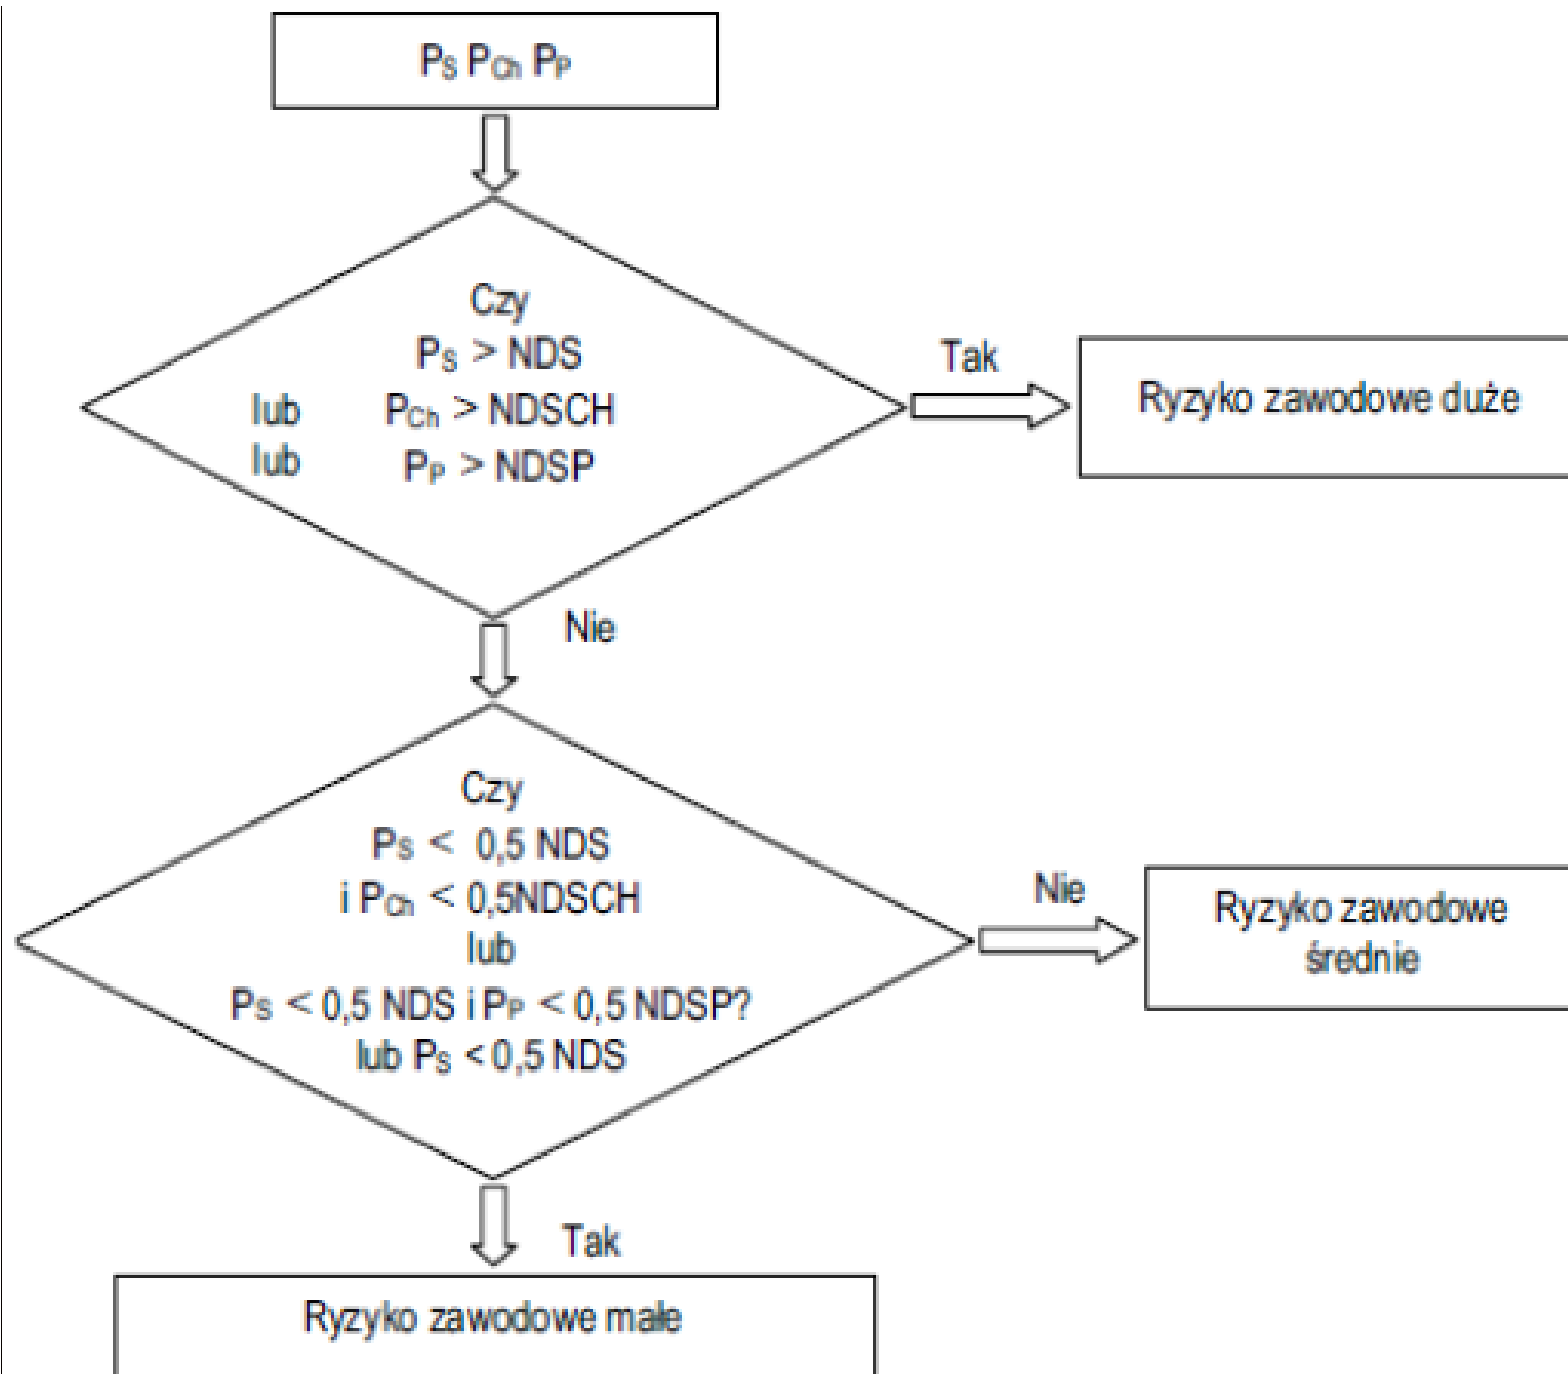 PS PCh PP
Czy
PS > NDS
lub PCh > NDSCH
lub PP > NDSP
Tak
Ryzyko zawodowe duże
Nie
Czy
PS < 0,5 NDS
i PCh < 0,5NDSCH
lub
PS < 0,5 NDS i PP < 0,5 NDSP?
lub PS < 0,5 NDS
Nie
Ryzyko zawodowe
średnie
Tak
Ryzyko zawodowe małe